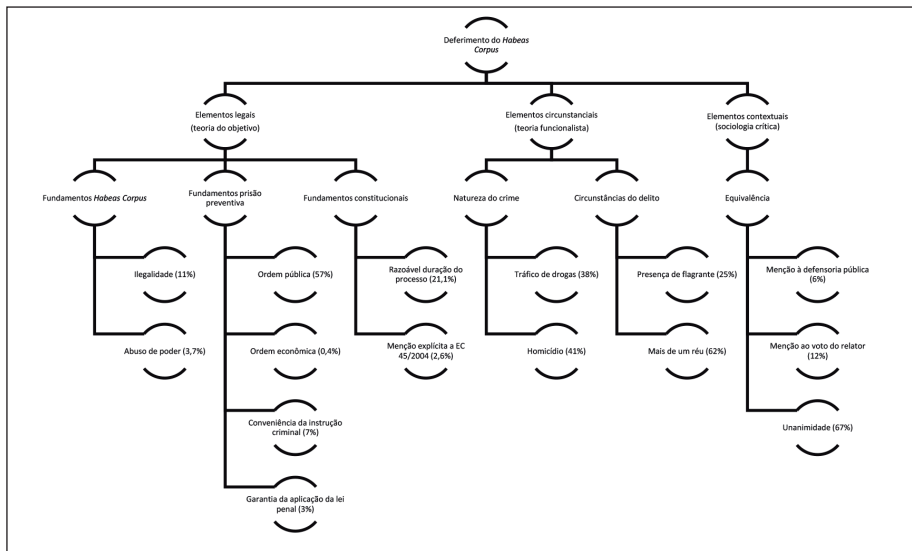 Deferimento do Habeas
Corpus
Elementos legais
(teoria do objetivo)
Elementos circunstanciais
(teoria funcionalista)
Elementos contextuais
(sociologia crítica)
Fundamentos Habeas Corpus
Fundamentos prisão
preventiva
Fundamentos constitucionais
Natureza do crime
Circunstâncias do delito
Equivalência
Ilegalidade (11%)
Ordem pública (57%)
Razoável duração do
processo (21,1%)
Tráfico de drogas (38%)
Presença de flagrante (25%)
Menção à defensoria pública
(6%)
Abuso de poder (3,7%)
Ordem econômica (0,4%)
Menção explícita a EC
45/2004 (2,6%)
Homicídio (41%)
Mais de um réu (62%)
Menção ao voto do relator
(12%)
Conveniência da instrução
criminal (7%)
Unanimidade (67%)
Garantia da aplicação da lei
penal (3%)